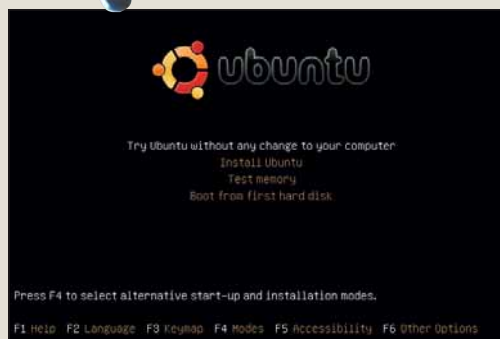 ubuntu
Try Ubuntu without any change to your computer
Install Ubuntu
Test memory
Boot from first hard disk
Press F4 to select alternative start-up and installation modes.
F1 Help F2 Language F3 Keymap F4 Modes F5 Accessibility F6 Other Options